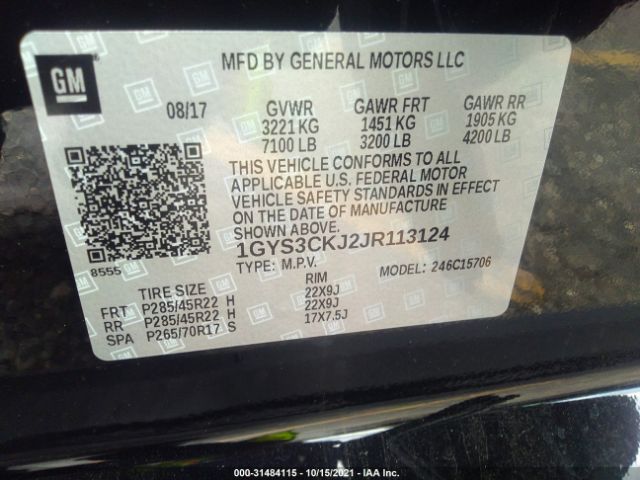 GM
MFD BY GENERAL MOTORS LLC
08/17 GVWR GAWR FRT GAWR RR
3221 KG 1451 KG 1905 KG
7100 LB 3200 LB 4200 LB
THIS VEHICLE CONFORMS TO ALL
APPLICABLE U.S. FEDERAL MOTOR
VEHICLE SAFETY STANDARDS IN EFFECT
ON THE DATE OF MANUFACTURE
SHOWN ABOVE.
1GYS3CKJ2JR113124
8555 TYPE: M.P.V. MODEL: 246C15706
TIRE SIZE RIM
FRT P285/45R22 H 22X9J
RR P285/45R22 H 22X9J
SPA P265/70R17 S 17X7.5J
000-31484115 - 10/15/2021 - IAA Inc.